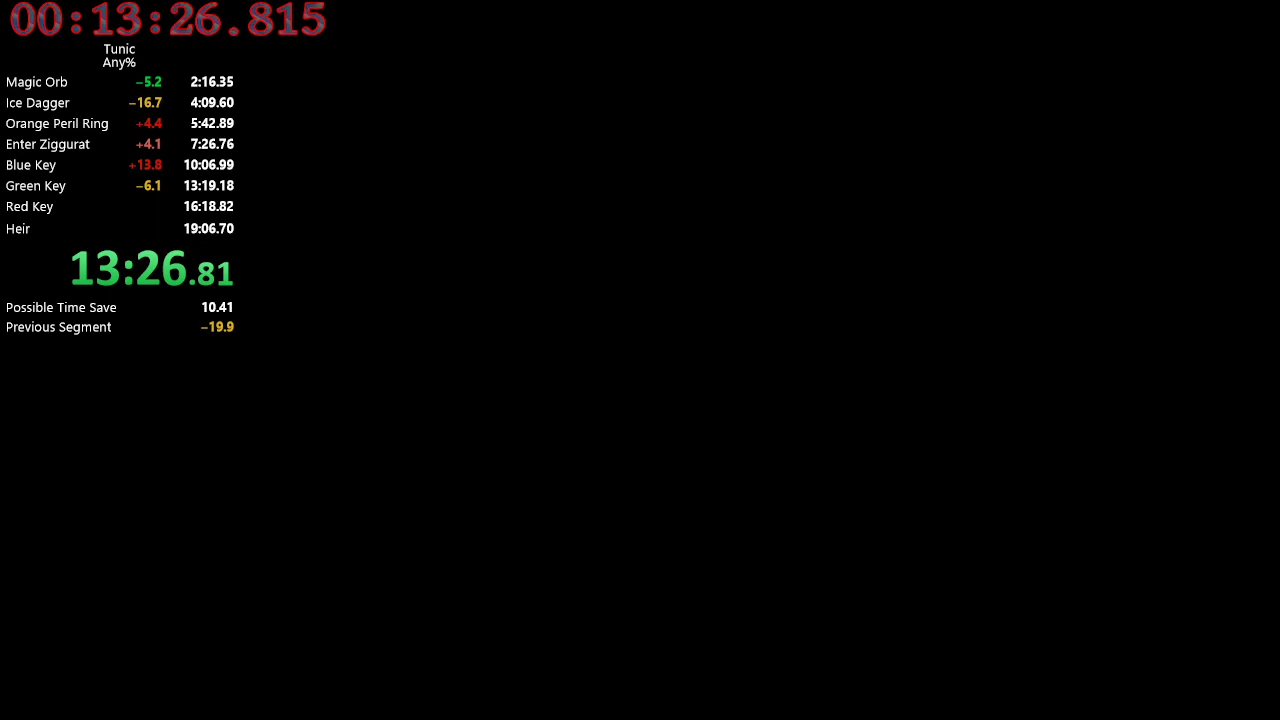 00:13:26.815
Tunic
Any%
Magic Orb −5.2 2:16.35
Ice Dagger −16.7 4:09.60
Orange Peril Ring +4.4 5:42.89
Enter Ziggurat +4.1 7:26.76
Blue Key +13.8 10:06.99
Green Key −6.1 13:19.18
Red Key 16:18.82
Heir 19:06.70
13:26.81
Possible Time Save 10.41
Previous Segment −19.9